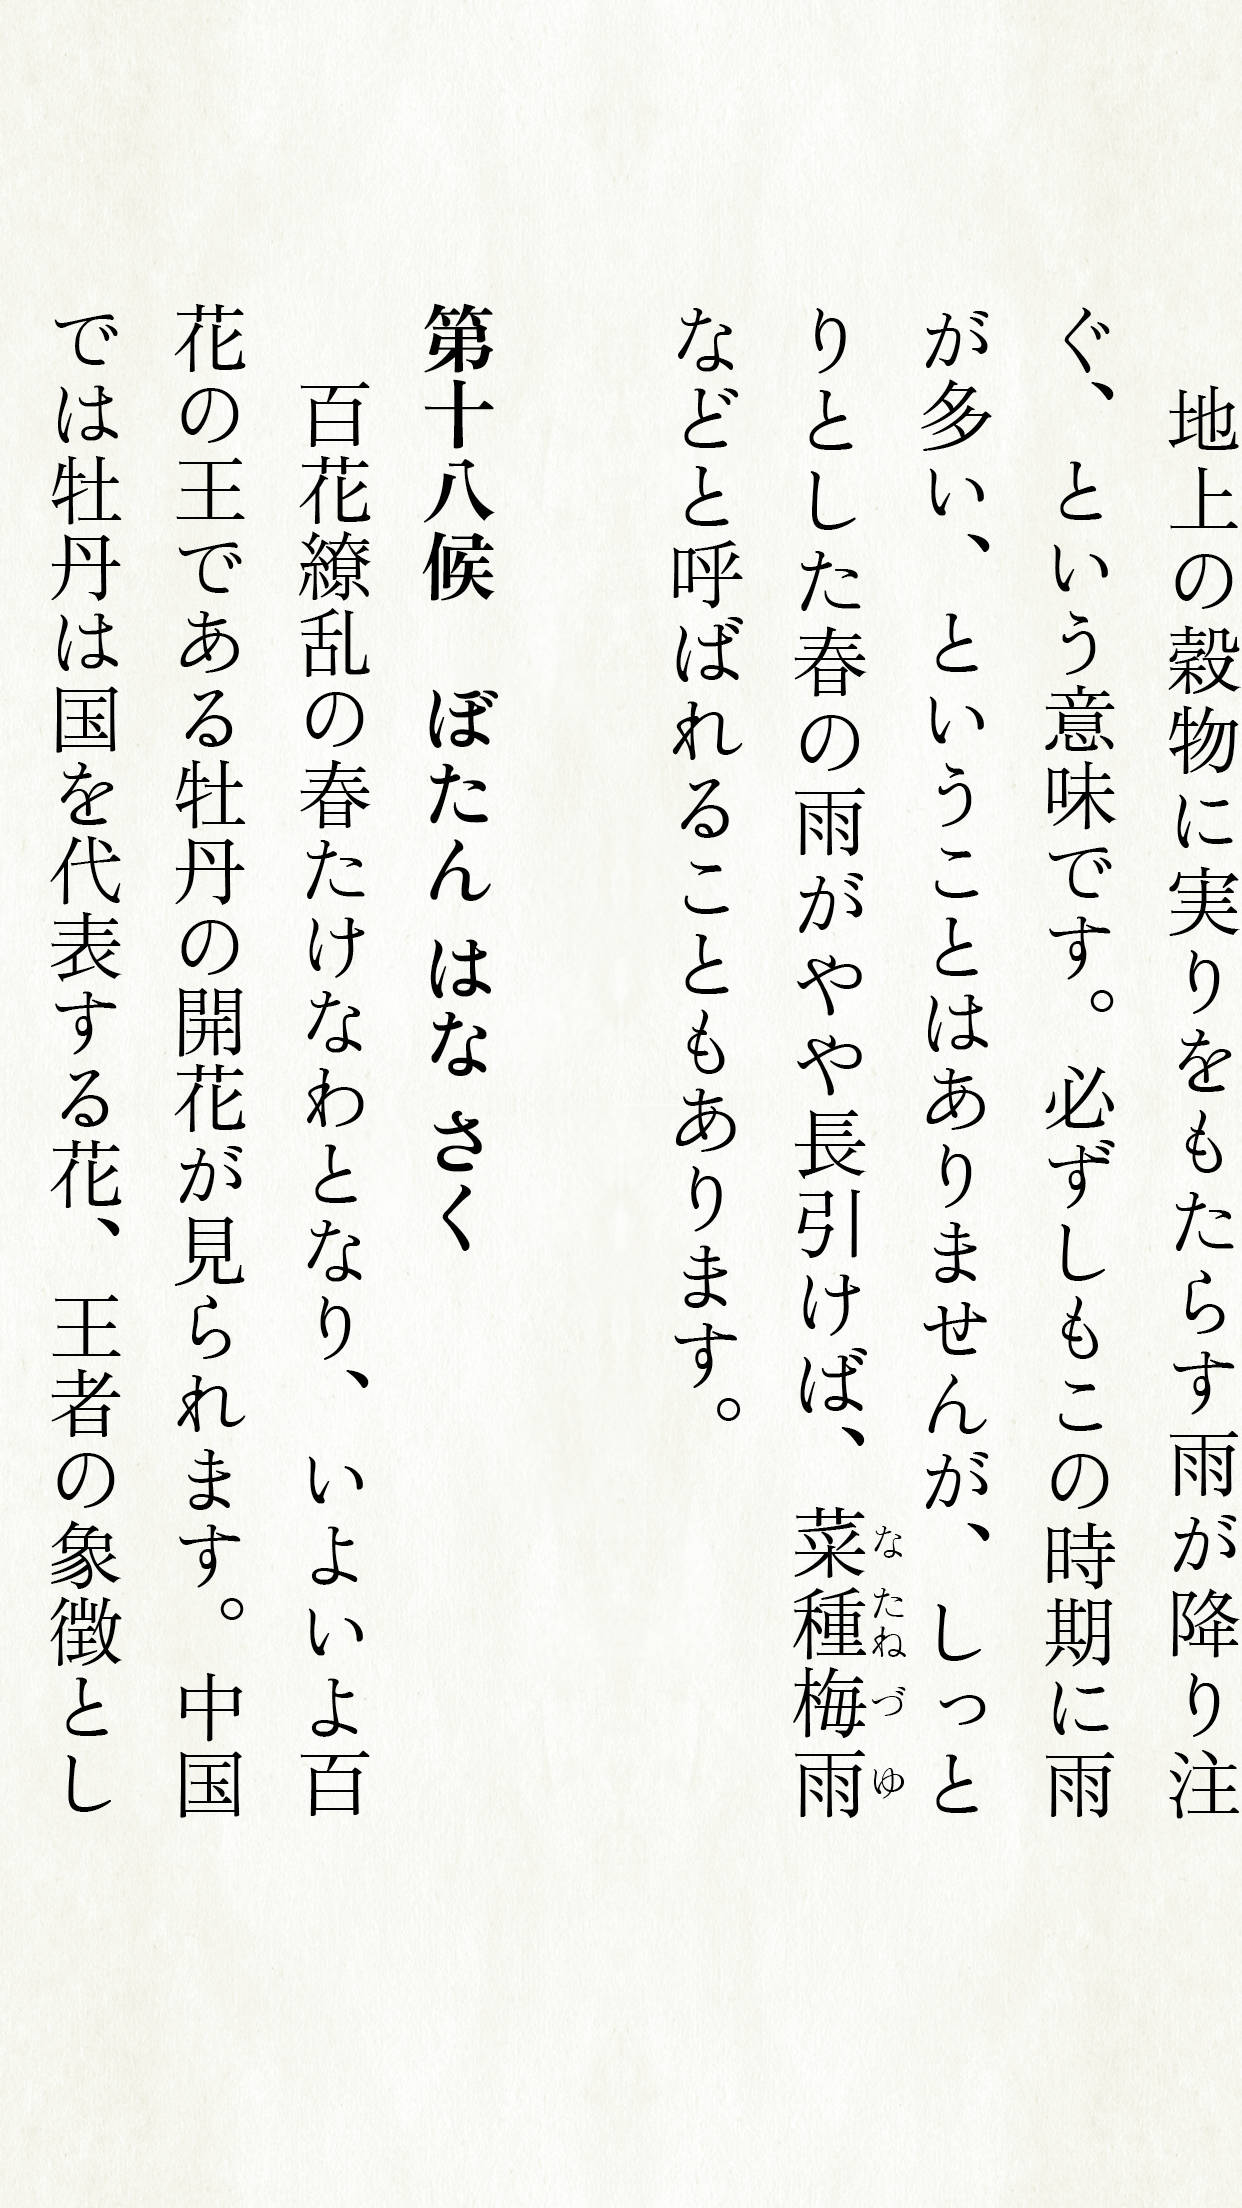 地上の穀物に実りをもたらす雨が降り注
ぐ、という意味です。必ずしもこの時期に雨
が多い、ということはありませんが、しっと
りとした春の雨がやや長引けば、菜種梅雨
なたねづゆ
などと呼ばれることもあります。
第十八候　ぼたん はな さく
百花繚乱の春たけなわとなり、いよいよ百
花の王である牡丹の開花が見られます。中国
では牡丹は国を代表する花、王者の象徴とし